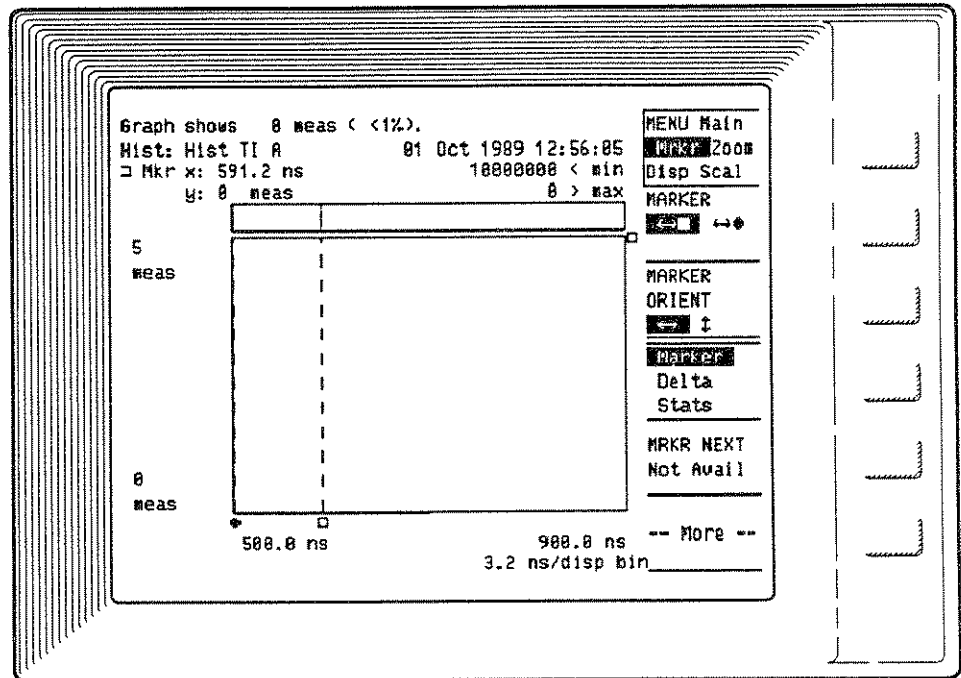 Graph shows 0 meas ( <1%).
Hist: Hist TI A 01 Oct 1989 12:56:05
Mkr x: 591.2 ns 10000000 < min
y: 0 meas 0 > max
5
meas
0
meas
500.0 ns 900.0 ns
3.2 ns/disp bin
MENU Main
Mrkr Zoom
Disp Scal
MARKER
↔□ ↔●
MARKER
ORIENT
↔ ↕
Marker
Delta
Stats
MRKR NEXT
Not Avail
-- More --